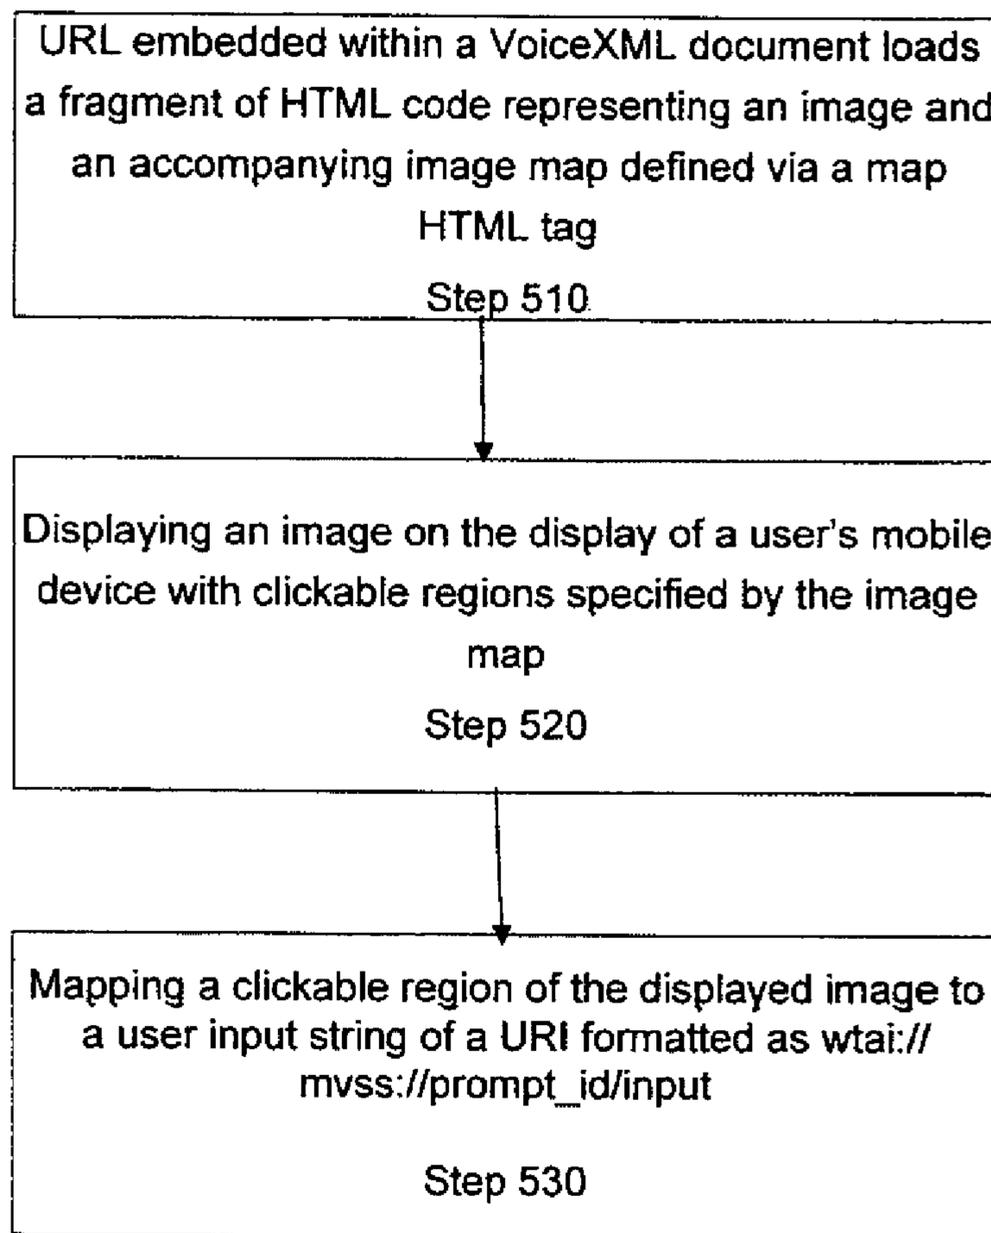 URL embedded within a VoiceXML document loads
a fragment of HTML code representing an image and
an accompanying image map defined via a map
HTML tag
Step 510
Displaying an image on the display of a user's mobile
device with clickable regions specified by the image
map
Step 520
Mapping a clickable region of the displayed image to
a user input string of a URI formatted as wtai://
mvss://prompt_id/input
Step 530